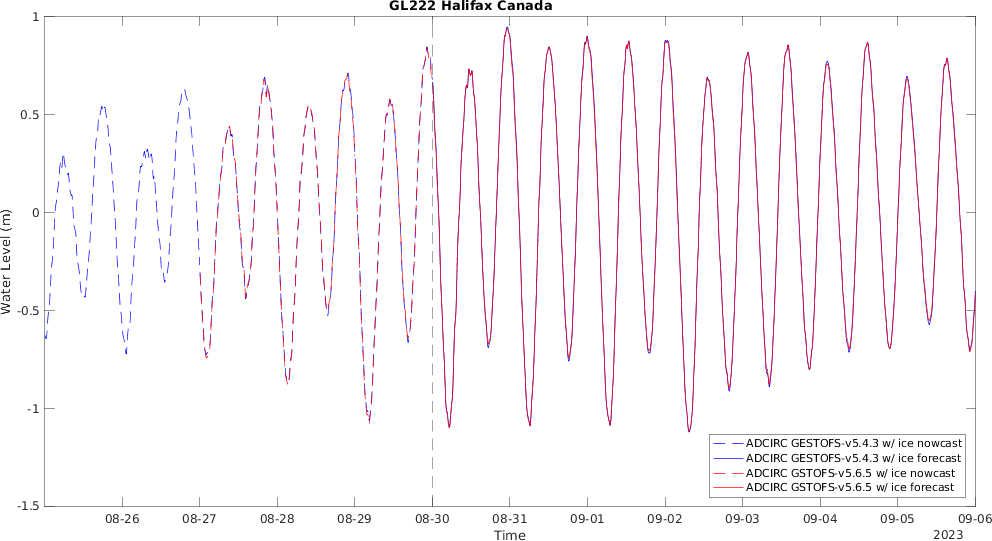 GL222 Halifax Canada
1
0.5
0
-0.5
-1
-1.5
Water Level (m)
ADCIRC GESTOFS-v5.4.3 w/ ice nowcast
ADCIRC GESTOFS-v5.4.3 w/ ice forecast
ADCIRC GSTOFS-v5.6.5 w/ ice nowcast
ADCIRC GSTOFS-v5.6.5 w/ ice forecast
08-26 08-27 08-28 08-29 08-30 08-31 09-01 09-02 09-03 09-04 09-05 09-06
Time
2023